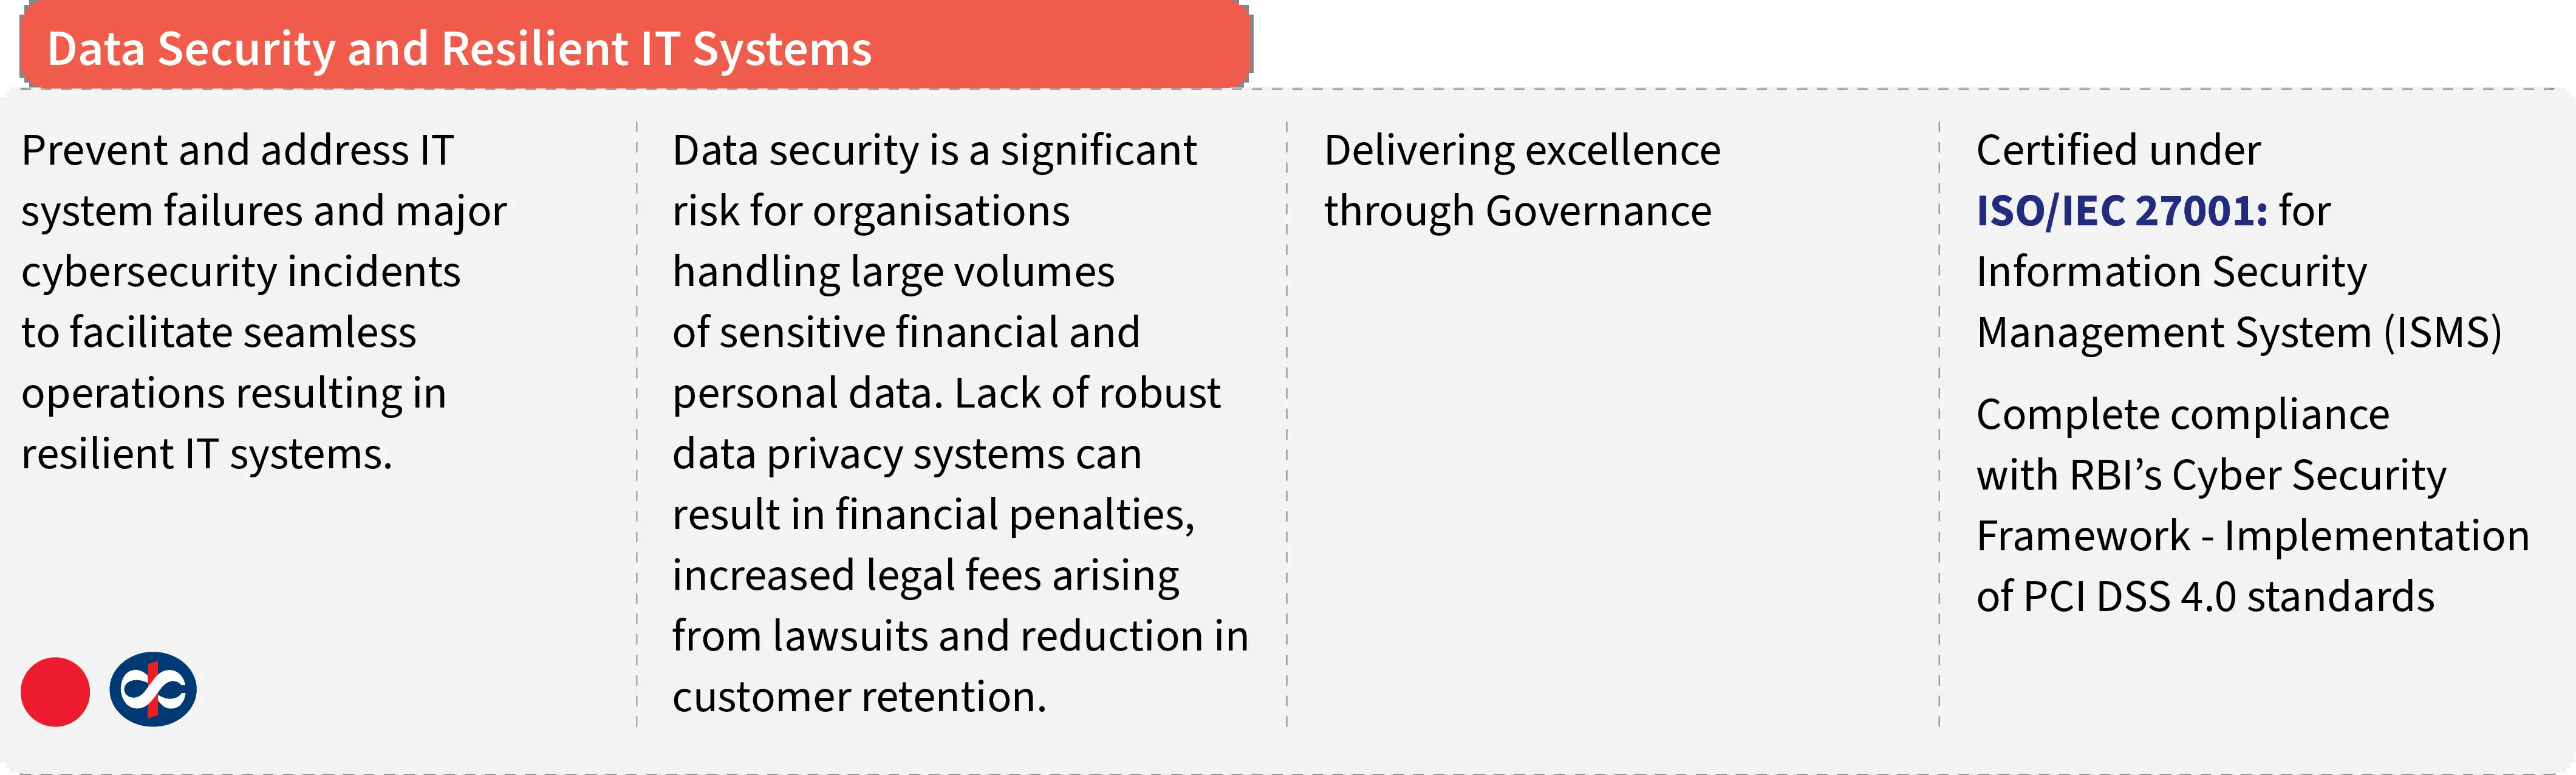 Data Security and Resilient IT Systems
Prevent and address IT
system failures and major
cybersecurity incidents
to facilitate seamless
operations resulting in
resilient IT systems.
Data security is a significant
risk for organisations
handling large volumes
of sensitive financial and
personal data. Lack of robust
data privacy systems can
result in financial penalties,
increased legal fees arising
from lawsuits and reduction in
customer retention.
Delivering excellence
through Governance
Certified under
ISO/IEC 27001: for
Information Security
Management System (ISMS)
Complete compliance
with RBI’s Cyber Security
Framework - Implementation
of PCI DSS 4.0 standards